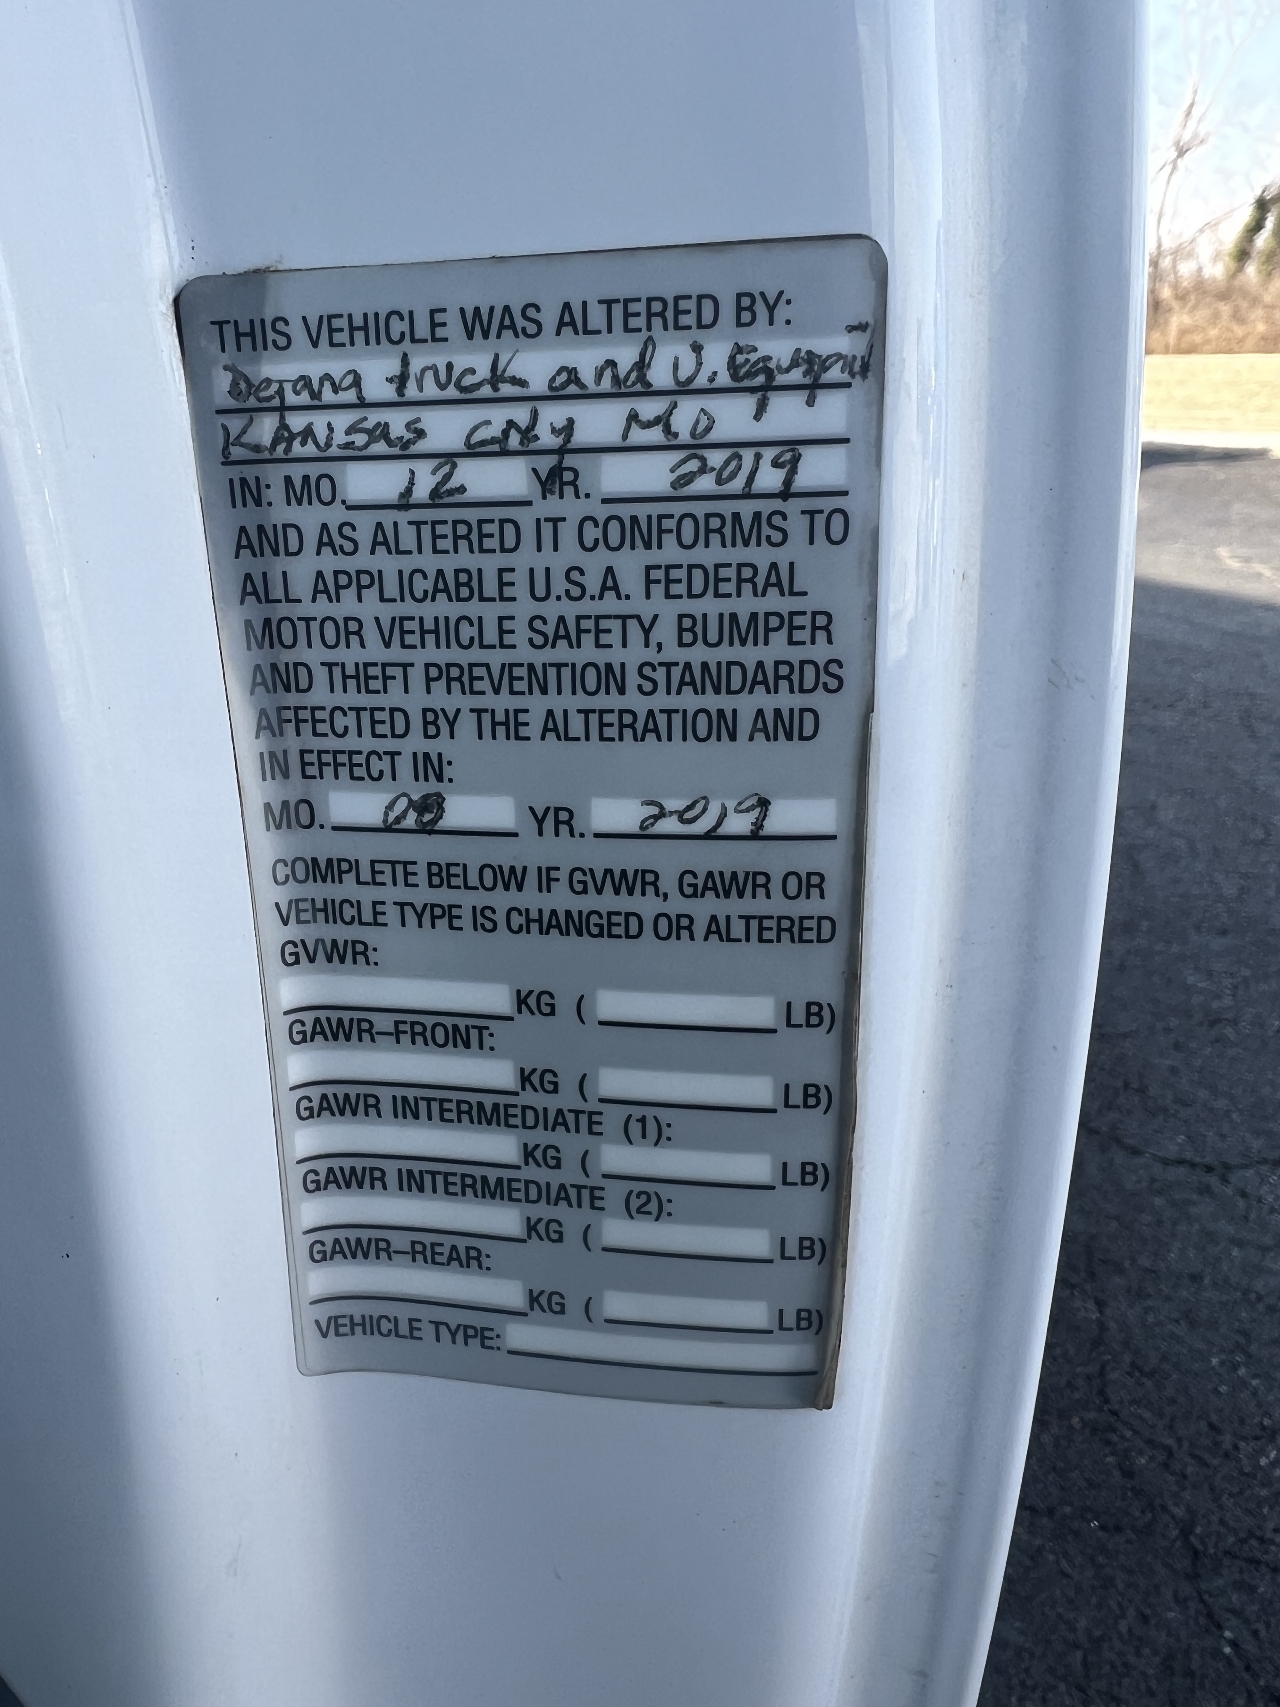 THIS VEHICLE WAS ALTERED BY:
Dejana truck and U. Equipmt
KANSAS City MO
IN: MO. 12 YR. 2019
AND AS ALTERED IT CONFORMS TO
ALL APPLICABLE U.S.A. FEDERAL
MOTOR VEHICLE SAFETY, BUMPER
AND THEFT PREVENTION STANDARDS
AFFECTED BY THE ALTERATION AND
IN EFFECT IN:
MO. YR. 2019
COMPLETE BELOW IF GVWR, GAWR OR
VEHICLE TYPE IS CHANGED OR ALTERED
GVWR:
KG ( LB)
GAWR–FRONT:
KG ( LB)
GAWR INTERMEDIATE (1):
KG ( LB)
GAWR INTERMEDIATE (2):
KG ( LB)
GAWR–REAR:
KG ( LB)
VEHICLE TYPE: